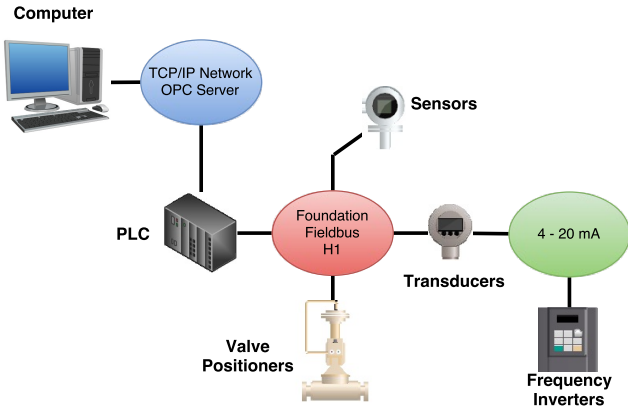 Computer
TCP/IP Network
OPC Server
Sensors
PLC
Foundation
Fieldbus
H1
4 - 20 mA
Transducers
Valve
Positioners
Frequency
Inverters